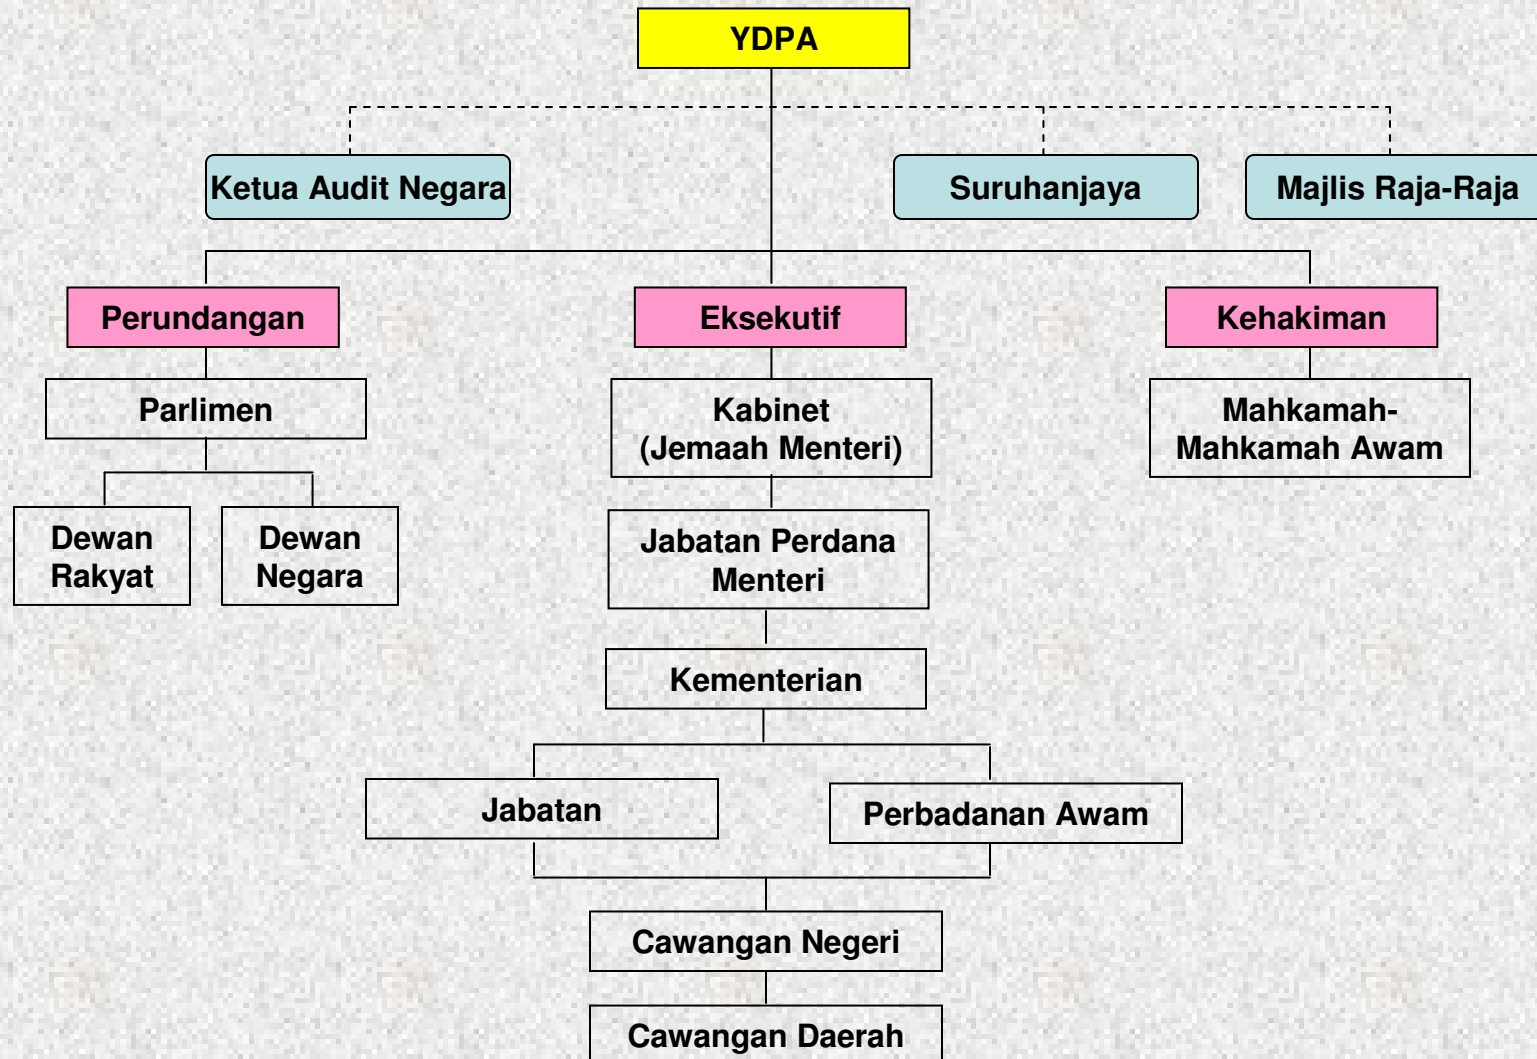 YDPA
Ketua Audit Negara
Suruhanjaya
Majlis Raja-Raja
Perundangan
Eksekutif
Kehakiman
Parlimen
Kabinet
(Jemaah Menteri)
Mahkamah-
Mahkamah Awam
Dewan
Rakyat
Dewan
Negara
Jabatan Perdana
Menteri
Kementerian
Jabatan
Perbadanan Awam
Cawangan Negeri
Cawangan Daerah